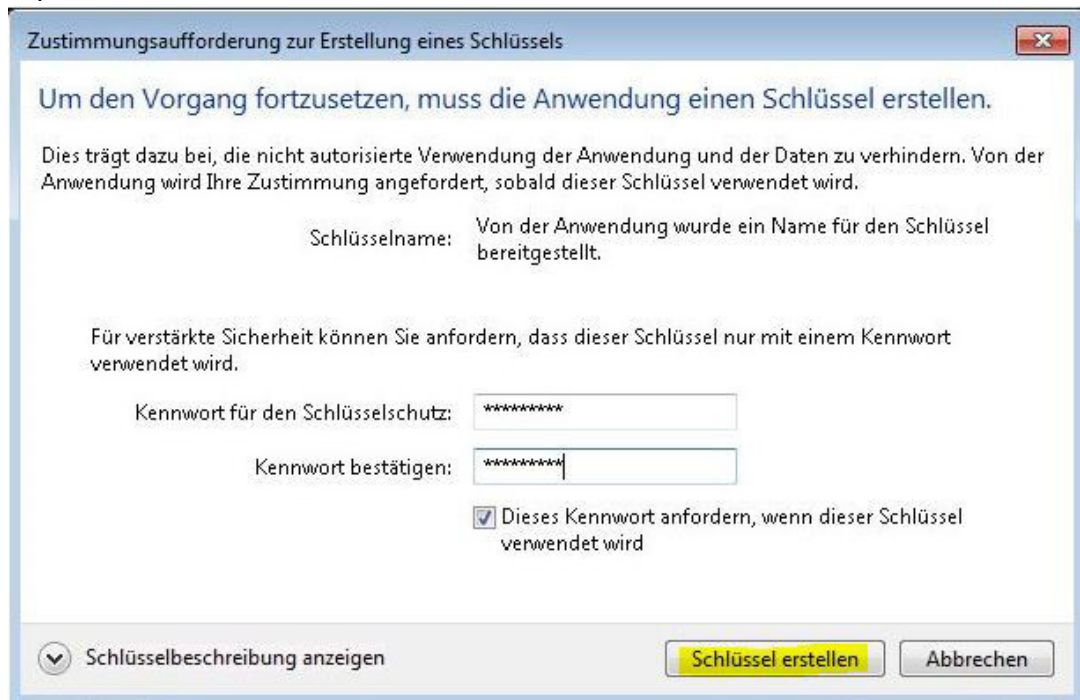 Zustimmungsaufforderung zur Erstellung eines Schlüssels
Um den Vorgang fortzusetzen, muss die Anwendung einen Schlüssel erstellen.
Dies trägt dazu bei, die nicht autorisierte Verwendung der Anwendung und der Daten zu verhindern. Von der
Anwendung wird Ihre Zustimmung angefordert, sobald dieser Schlüssel verwendet wird.
Schlüsselname: Von der Anwendung wurde ein Name für den Schlüssel
bereitgestellt.
Für verstärkte Sicherheit können Sie anfordern, dass dieser Schlüssel nur mit einem Kennwort
verwendet wird.
Kennwort für den Schlüsselschutz: *********
Kennwort bestätigen: *********
Dieses Kennwort anfordern, wenn dieser Schlüssel
verwendet wird
Schlüsselbeschreibung anzeigen Schlüssel erstellen Abbrechen